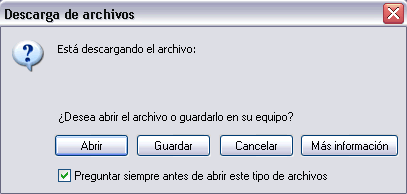 Descarga de archivos
Está descargando el archivo:
¿Desea abrir el archivo o guardarlo en su equipo?
Abrir Guardar Cancelar Más información
Preguntar siempre antes de abrir este tipo de archivos